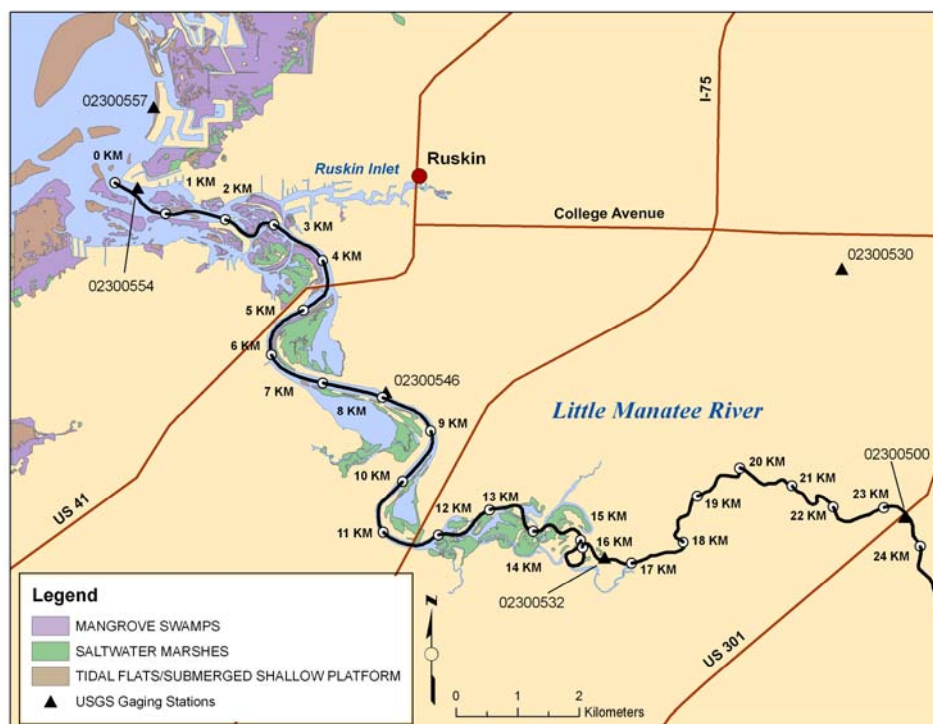 02300557
I-75
0 KM
Ruskin
Ruskin Inlet
1 KM
2 KM
3 KM
College Avenue
4 KM
02300530
02300554
5 KM
6 KM
7 KM
02300546
8 KM
9 KM
Little Manatee River
02300500
10 KM
20 KM
21 KM
US 41
19 KM
23 KM
22 KM
12 KM
13 KM
15 KM
11 KM
16 KM
18 KM
24 KM
14 KM
17 KM
02300532
US 301
Legend
MANGROVE SWAMPS
SALTWATER MARSHES
TIDAL FLATS/SUBMERGED SHALLOW PLATFORM
USGS Gaging Stations
N
0 1 2
Kilometers